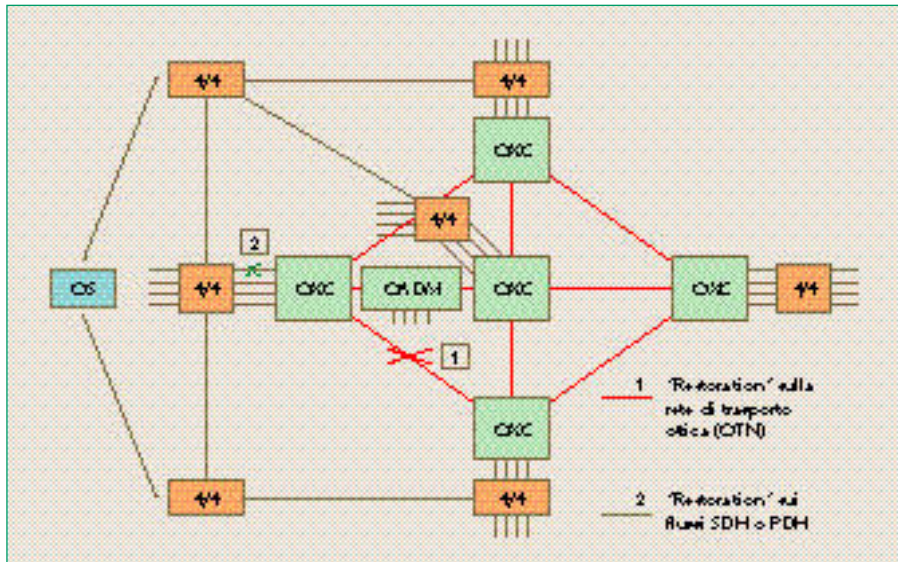 4/4
4/4
OXC
4/4
2
OS
4/4
OXC
OADM
OXC
OXC
4/4
1
OXC
4/4
4/4
1 "Restoration" sulla
rete di trasporto
ottica (OTN)
2 "Restoration" sui
flussi SDH o PDH